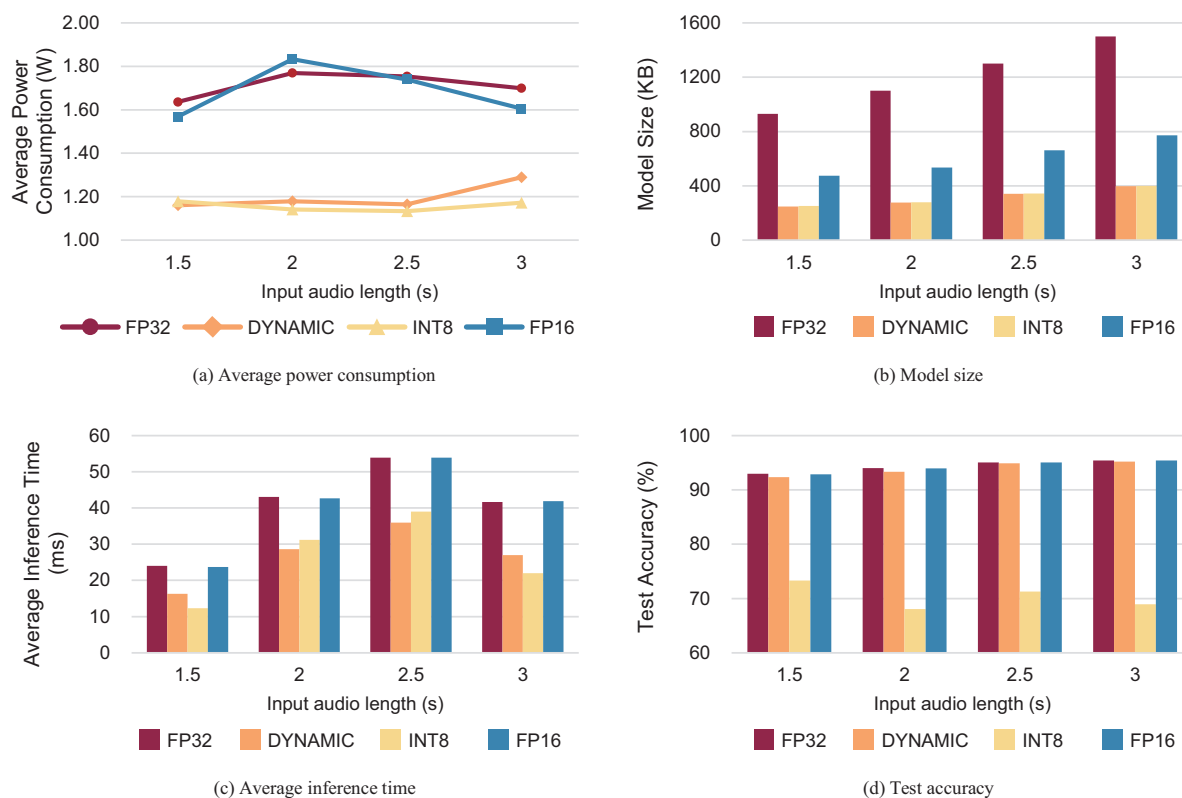 Average Power
Consumption (W)
2.00
1.80
1.60
1.40
1.20
1.00
1.5 2 2.5 3
Input audio length (s)
FP32 DYNAMIC INT8 FP16
(a) Average power consumption
Model Size (KB)
1600
1200
800
400
0
1.5 2 2.5 3
Input audio length (s)
FP32 DYNAMIC INT8 FP16
(b) Model size
Average Inference Time
(ms)
60
50
40
30
20
10
0
1.5 2 2.5 3
Input audio length (s)
FP32 DYNAMIC INT8 FP16
(c) Average inference time
Test Accuracy (%)
100
90
80
70
60
1.5 2 2.5 3
Input audio length (s)
FP32 DYNAMIC INT8 FP16
(d) Test accuracy